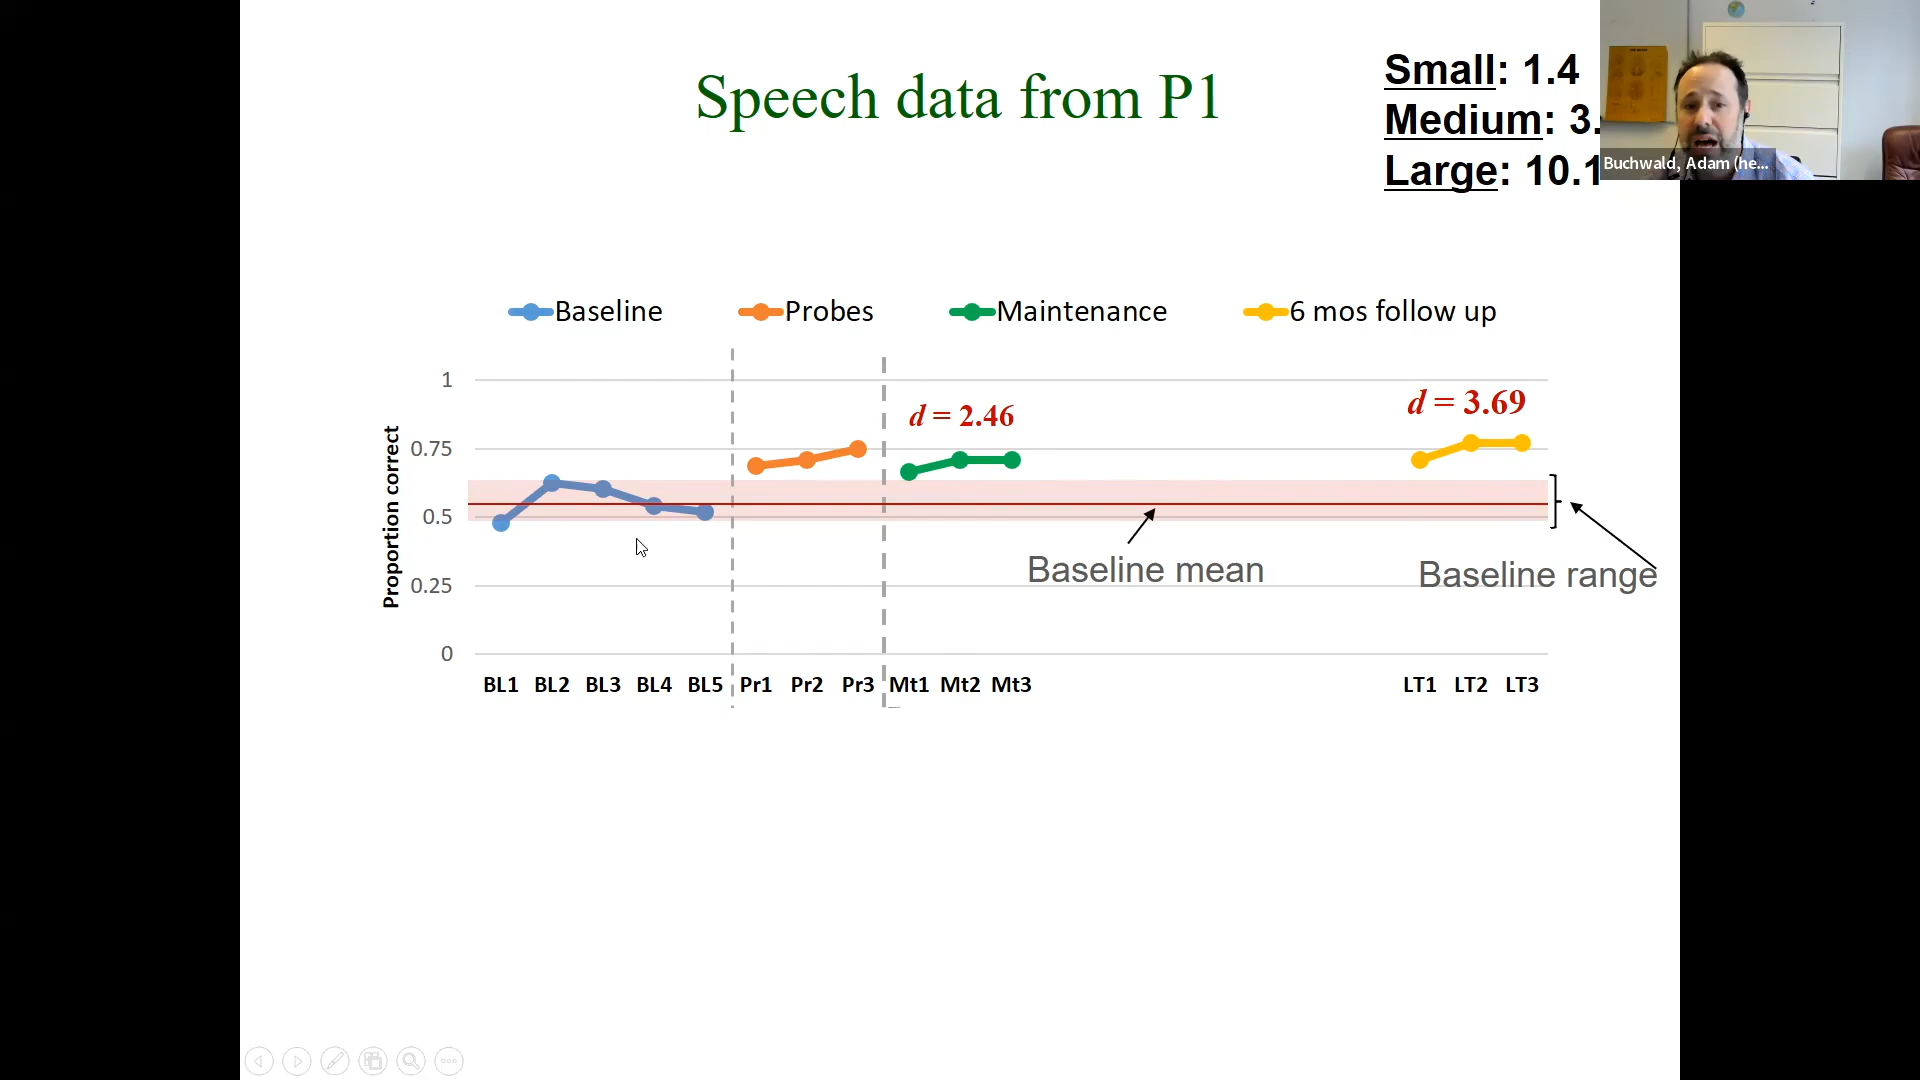 Speech data from P1
Small: 1.4
Medium: 3.
Large: 10.1
Buchwald, Adam (he...
Baseline
Probes
Maintenance
6 mos follow up
Proportion correct
1
0.75
0.5
0.25
0
d = 2.46
d = 3.69
Baseline mean
Baseline range
BL1 BL2 BL3 BL4 BL5 Pr1 Pr2 Pr3 Mt1 Mt2 Mt3 LT1 LT2 LT3